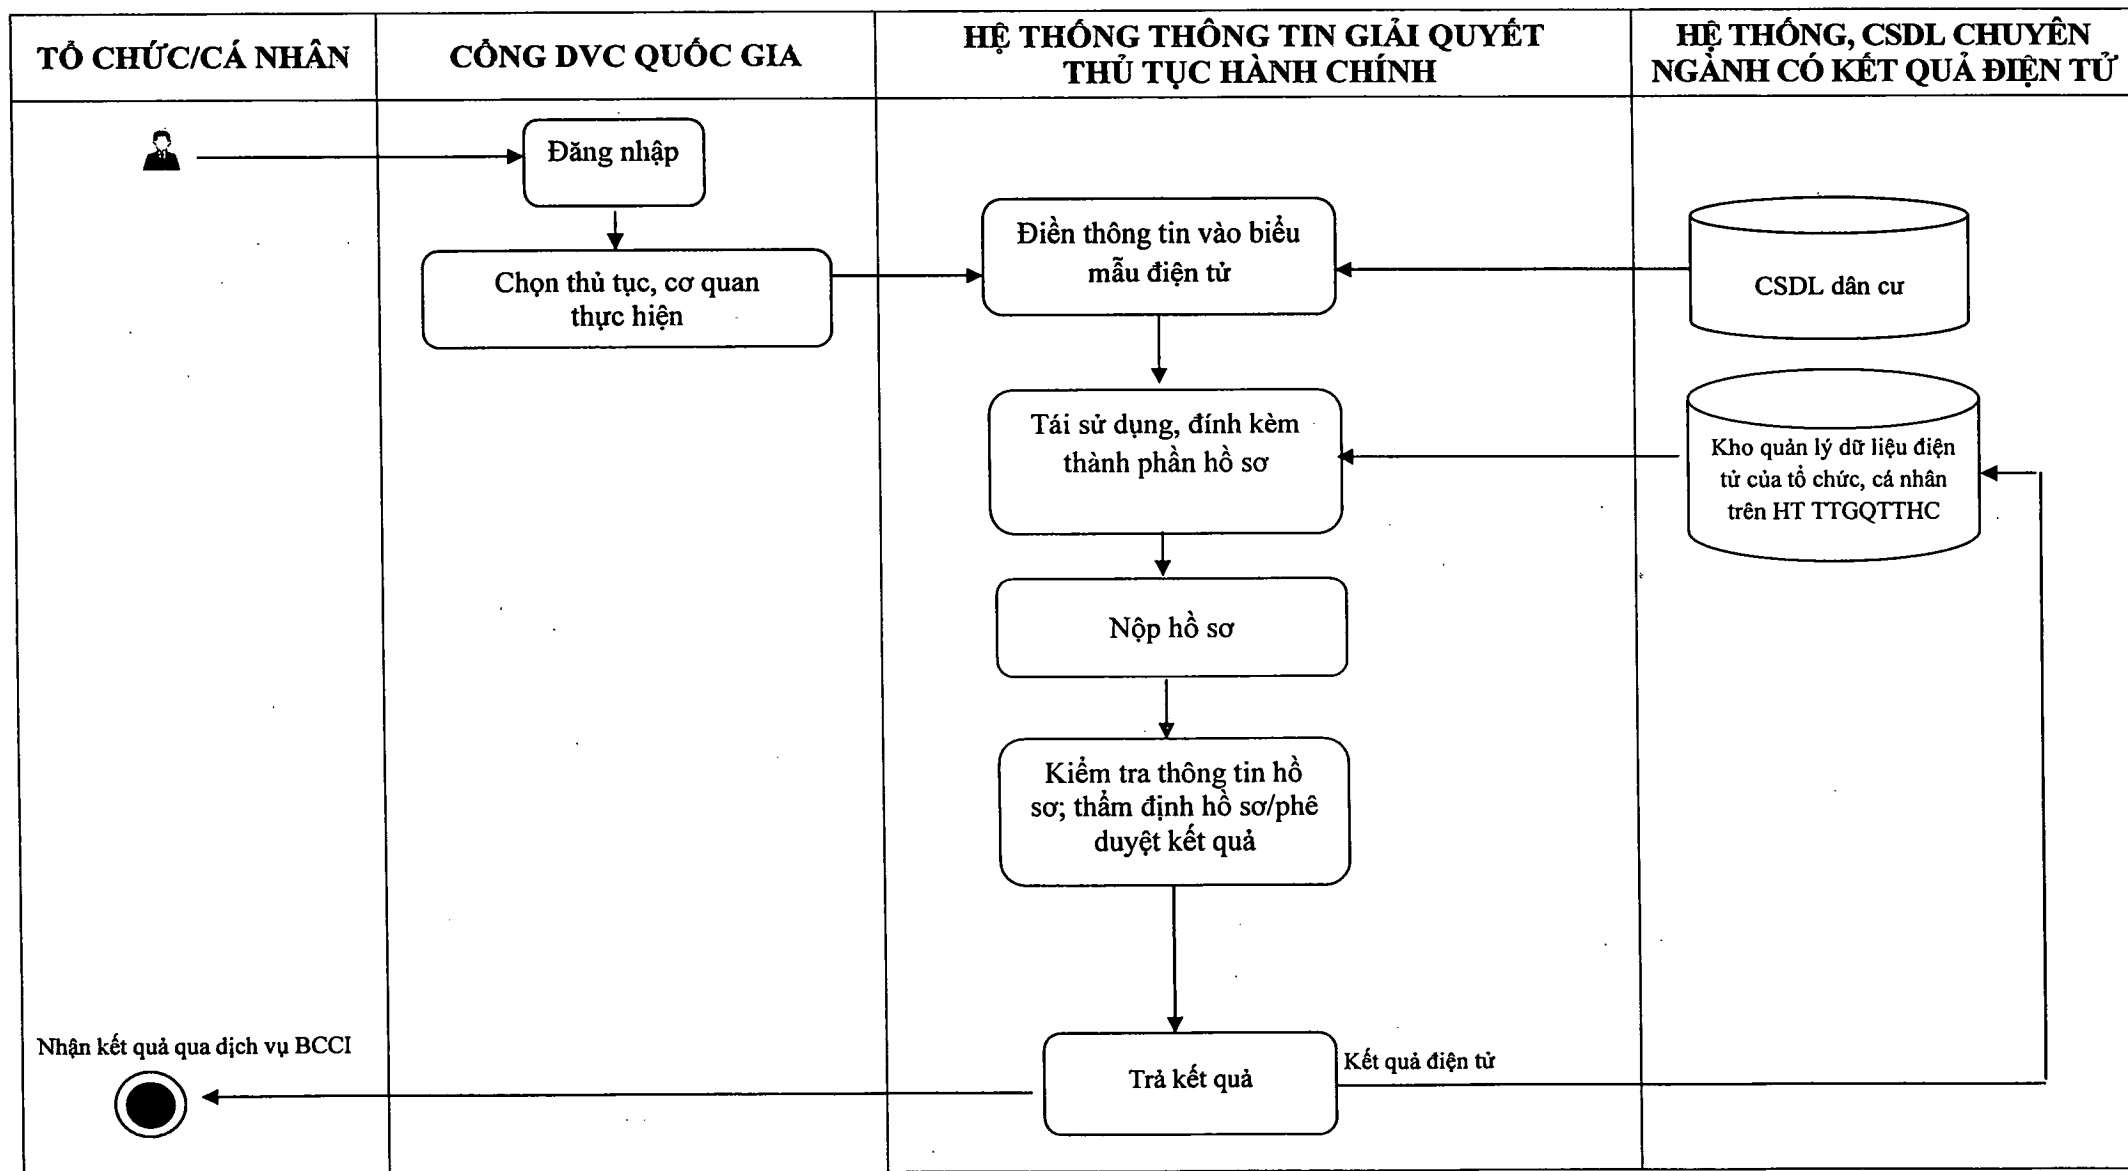 TỔ CHỨC/CÁ NHÂN
CỔNG DVC QUỐC GIA
HỆ THỐNG THÔNG TIN GIẢI QUYẾT
THỦ TỤC HÀNH CHÍNH
HỆ THỐNG, CSDL CHUYÊN
NGÀNH CÓ KẾT QUẢ ĐIỆN TỬ
Đăng nhập
Chọn thủ tục, cơ quan
thực hiện
Điền thông tin vào biểu
mẫu điện tử
CSDL dân cư
Tái sử dụng, đính kèm
thành phần hồ sơ
Kho quản lý dữ liệu điện
tử của tổ chức, cá nhân
trên HT TTGQTTHC
Nộp hồ sơ
Kiểm tra thông tin hồ
sơ; thẩm định hồ sơ/phê
duyệt kết quả
Nhận kết quả qua dịch vụ BCCI
Trả kết quả
Kết quả điện tử